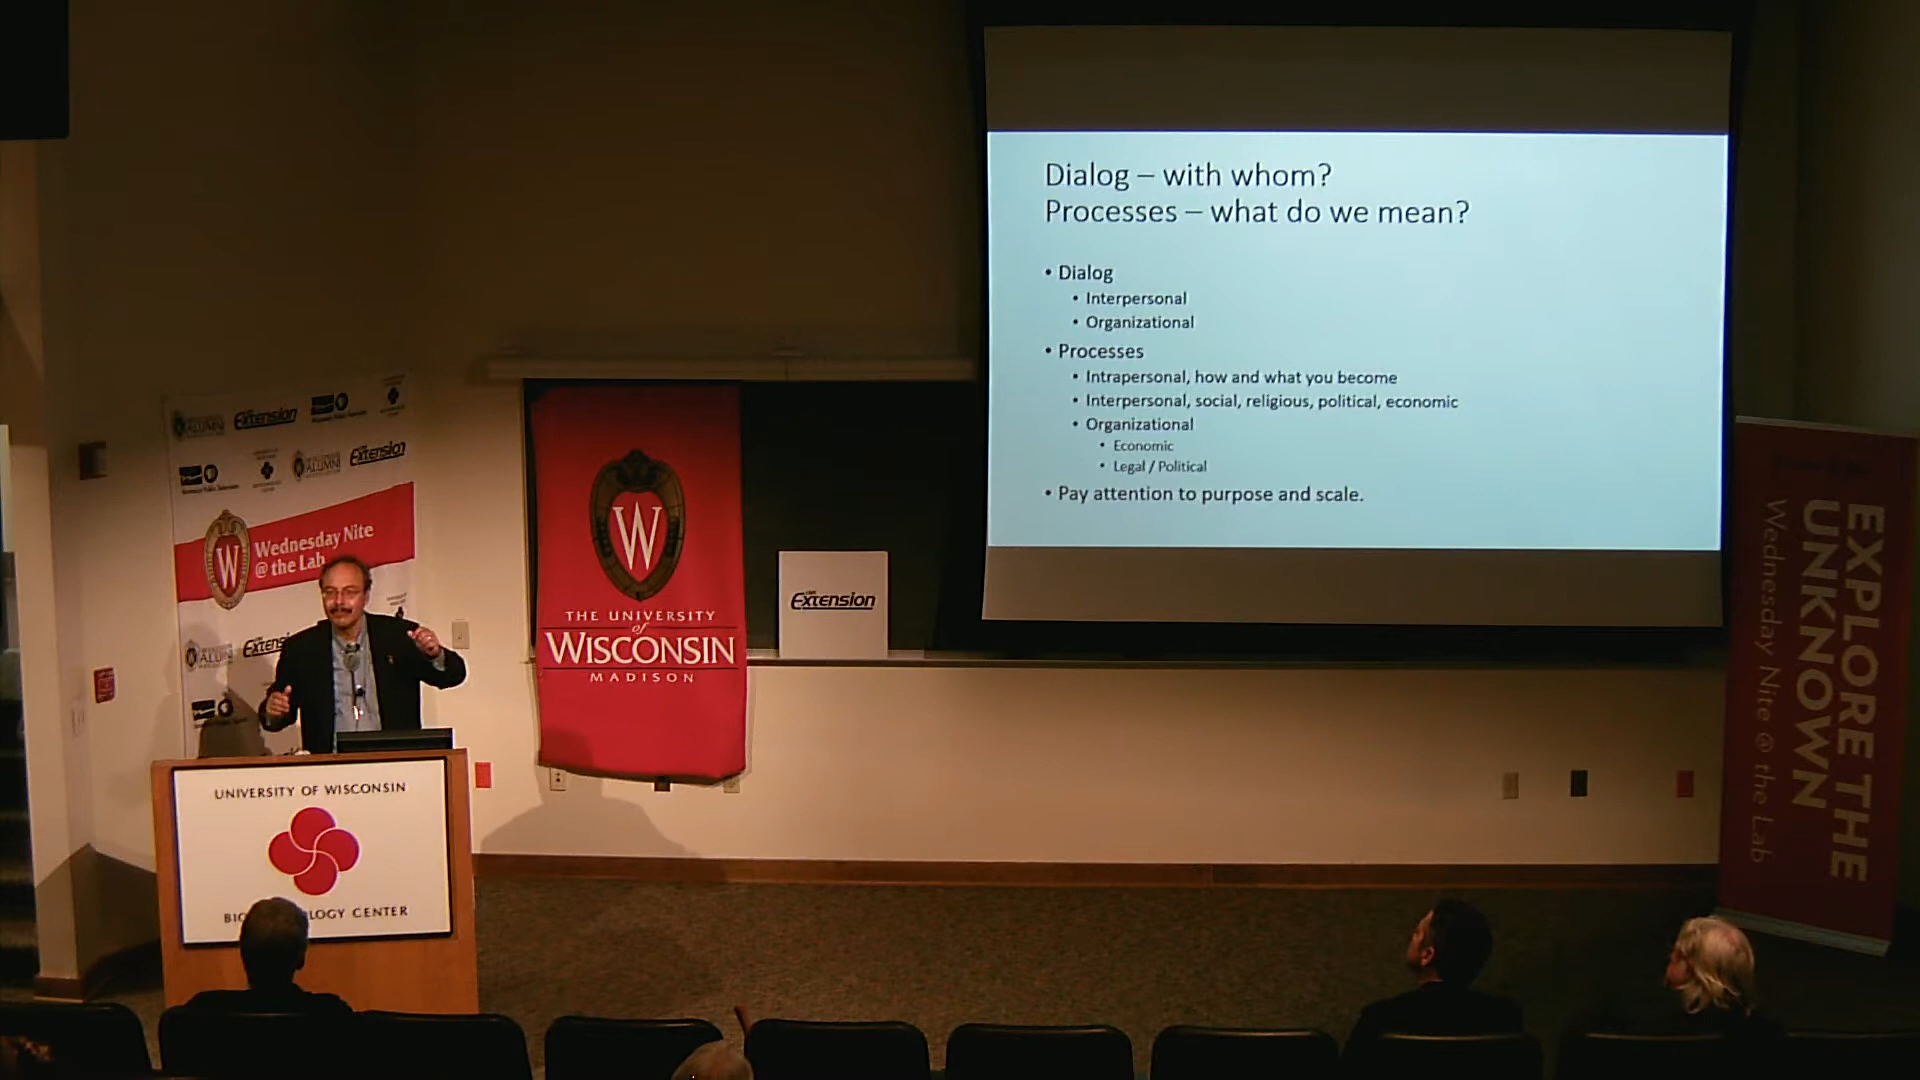 Dialog – with whom?
Processes – what do we mean?
• Dialog
• Interpersonal
• Organizational
• Processes
• Intrapersonal, how and what you become
• Interpersonal, social, religious, political, economic
• Organizational
• Economic
• Legal / Political
• Pay attention to purpose and scale.
ALUMNI
Extension
ALUMNI
Extension
W
Wednesday Nite
@ the Lab
W
THE UNIVERSITY
of
WISCONSIN
MADISON
Extension
EXPLORE THE
UNKNOWN
Wednesday Nite @ the Lab
UNIVERSITY OF WISCONSIN